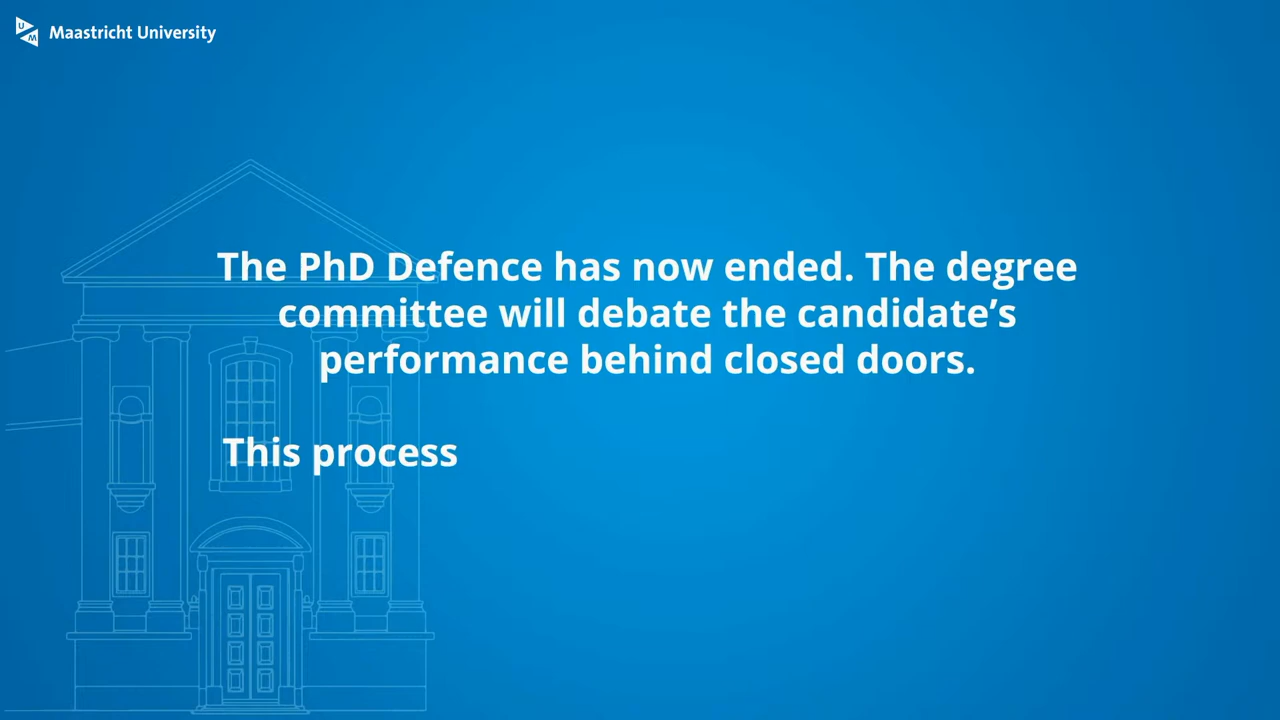 UM
Maastricht University
The PhD Defence has now ended. The degree
committee will debate the candidate’s
performance behind closed doors.
This process